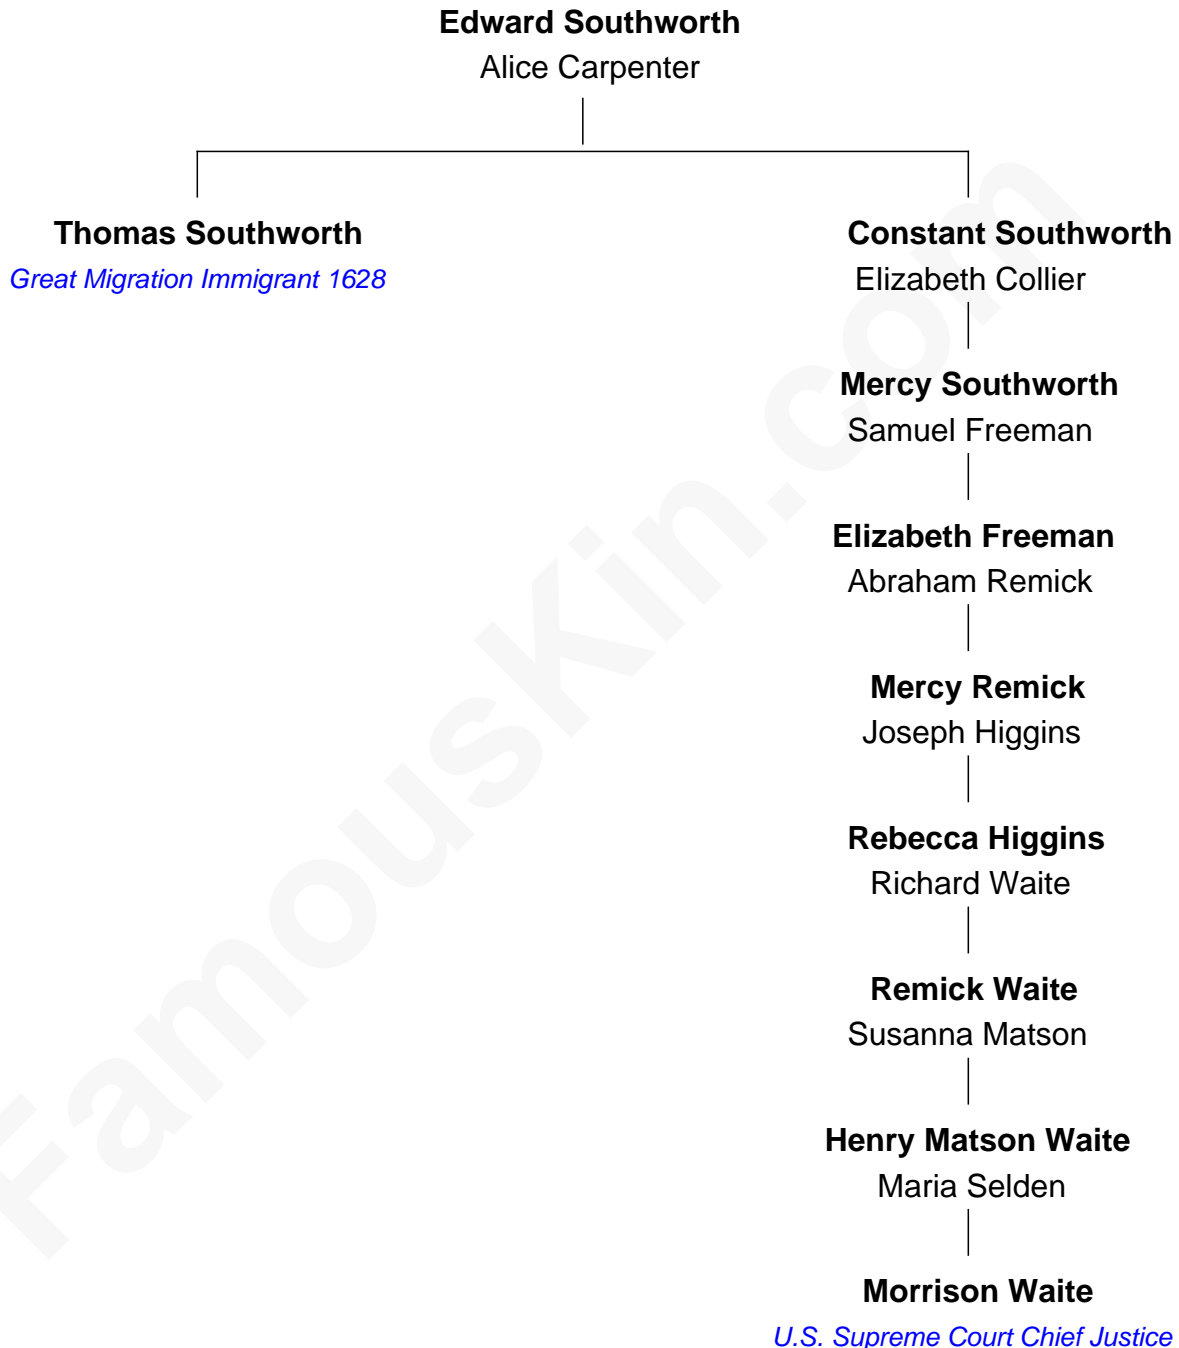 Edward Southworth
Alice Carpenter
Thomas Southworth
Great Migration Immigrant 1628
Constant Southworth
Elizabeth Collier
Mercy Southworth
Samuel Freeman
Elizabeth Freeman
Abraham Remick
Mercy Remick
Joseph Higgins
Rebecca Higgins
Richard Waite
Remick Waite
Susanna Matson
Henry Matson Waite
Maria Selden
Morrison Waite
U.S. Supreme Court Chief Justice
FamousKin.com